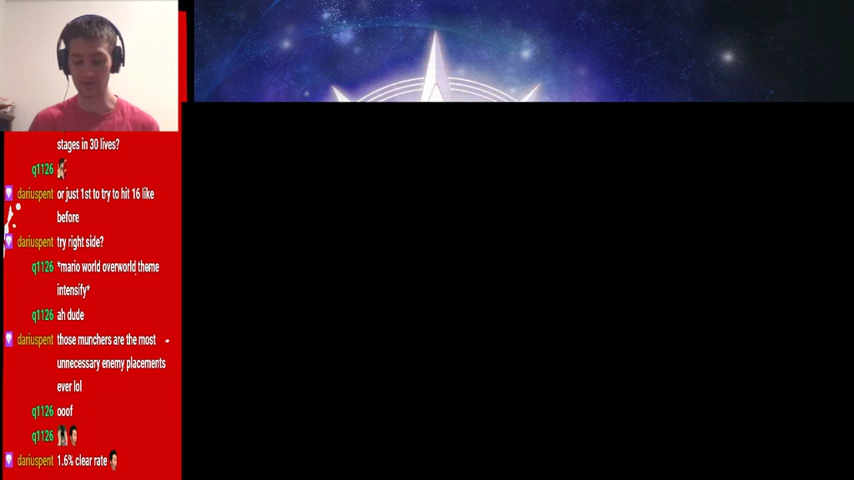 stages in 30 lives?
q1126
dariuspent or just 1st to try to hit 16 like
before
dariuspent try right side?
q1126 *mario world overworld theme
intensify*
q1126 ah dude
dariuspent those munchers are the most
unnecessary enemy placements
ever lol
q1126 ooof
q1126
dariuspent 1.6% clear rate